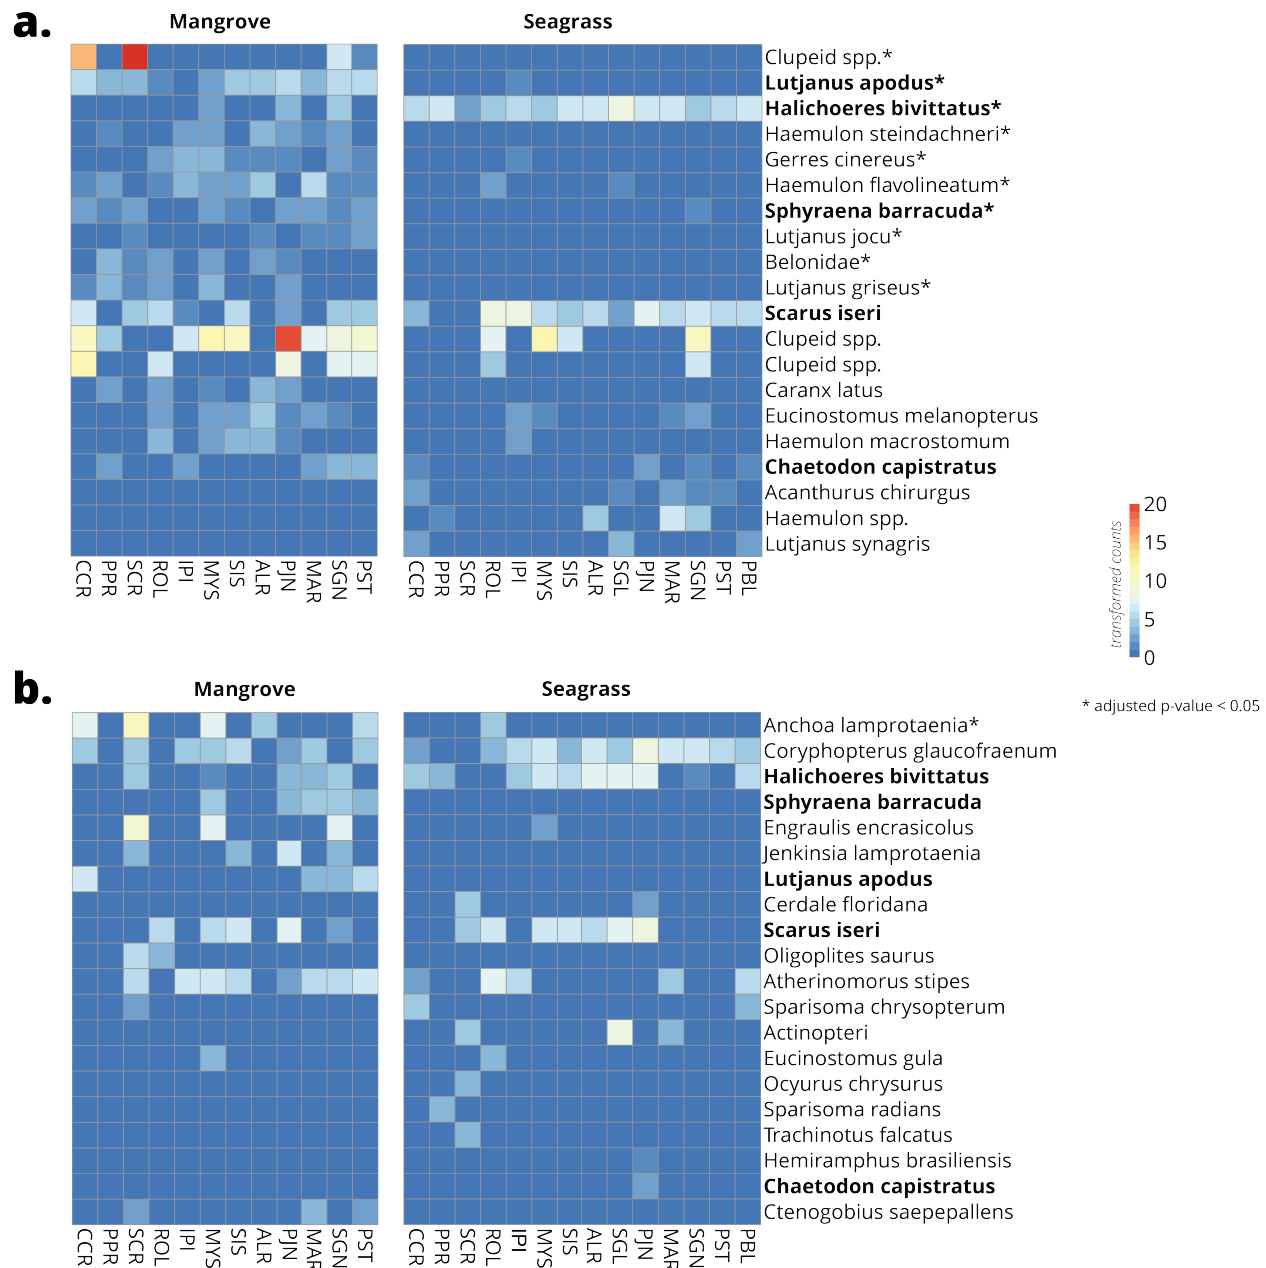 a.
Mangrove
Seagrass
Clupeid spp.*
Lutjanus apodus*
Halichoeres bivittatus*
Haemulon steindachneri*
Gerres cinereus*
Haemulon flavolineatum*
Sphyraena barracuda*
Lutjanus jocu*
Belonidae*
Lutjanus griseus*
Scarus iseri
Clupeid spp.
Clupeid spp.
Caranx latus
Eucinostomus melanopterus
Haemulon macrostomum
Chaetodon capistratus
Acanthurus chirurgus
Haemulon spp.
Lutjanus synagris
CCR PPR SCR ROL IPI MYS SIS ALR PJN MAR SGN PST
CCR PPR SCR ROL IPI MYS SIS ALR SGL PJN MAR SGN PST PBL
transformed counts
20
15
10
5
0
* adjusted p-value < 0.05
b.
Mangrove
Seagrass
Anchoa lamprotaenia*
Coryphopterus glaucofraenum
Halichoeres bivittatus
Sphyraena barracuda
Engraulis encrasicolus
Jenkinsia lamprotaenia
Lutjanus apodus
Cerdale floridana
Scarus iseri
Oligoplites saurus
Atherinomorus stipes
Sparisoma chrysopterum
Actinopteri
Eucinostomus gula
Ocyurus chrysurus
Sparisoma radians
Trachinotus falcatus
Hemiramphus brasiliensis
Chaetodon capistratus
Ctenogobius saepepallens
CCR PPR SCR ROL IPI MYS SIS ALR PJN MAR SGN PST
CCR PPR SCR ROL IPI MYS SIS ALR SGL PJN MAR SGN PST PBL